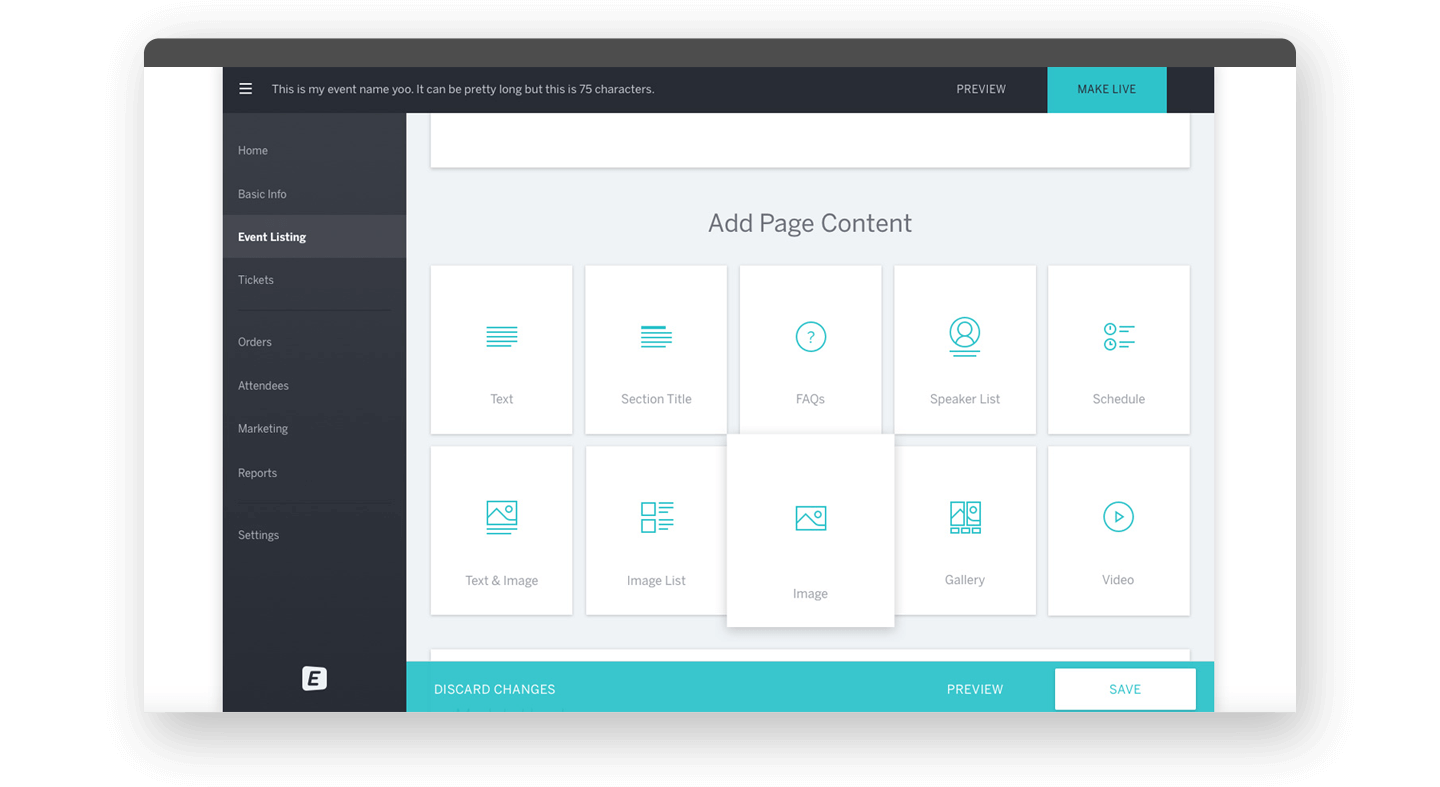 This is my event name yoo. It can be pretty long but this is 75 characters.
PREVIEW
MAKE LIVE
Home
Basic Info
Event Listing
Tickets
Orders
Attendees
Marketing
Reports
Settings
E
Add Page Content
Text
Section Title
?
FAQs
Speaker List
Schedule
Text & Image
Image List
Image
Gallery
Video
DISCARD CHANGES
PREVIEW
SAVE